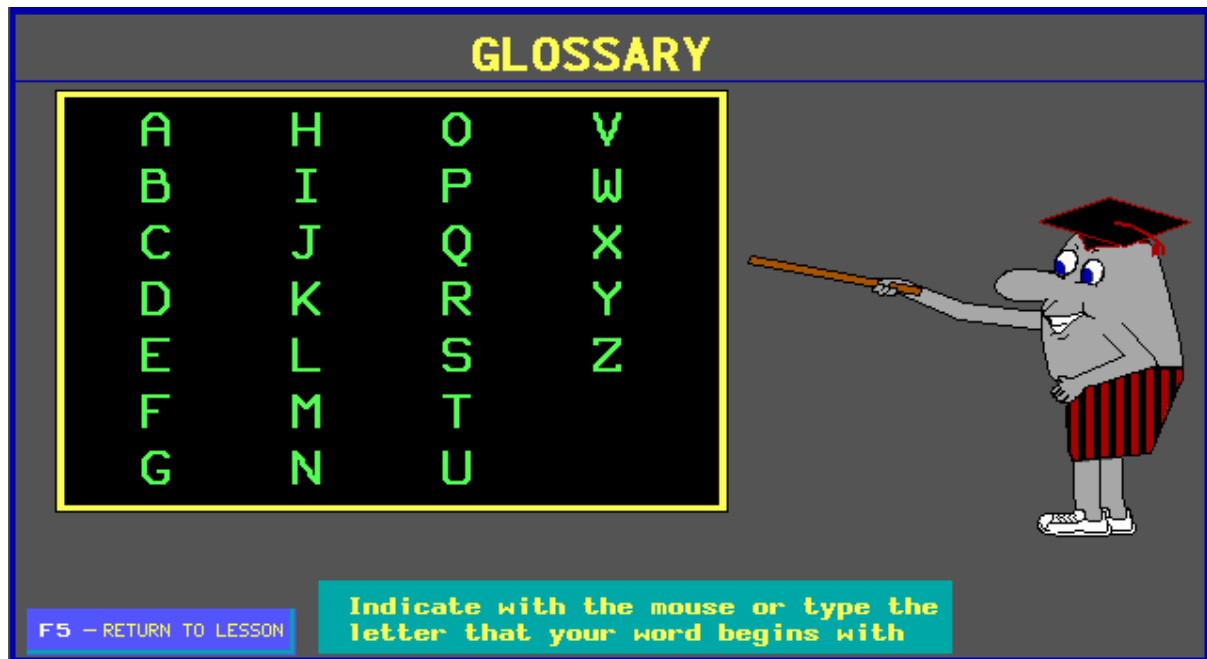 GLOSSARY
A H O V
B I P W
C J Q X
D K R Y
E L S Z
F M T
G N U
F5 – RETURN TO LESSON
Indicate with the mouse or type the
letter that your word begins with